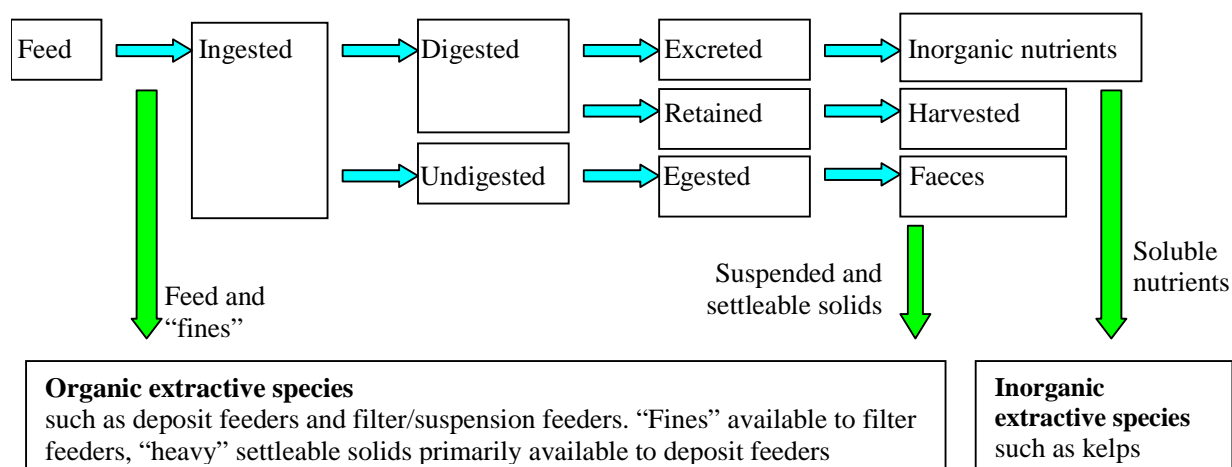 Feed
Ingested
Digested
Excreted
Inorganic nutrients
Retained
Harvested
Undigested
Egested
Faeces
Feed and
“fines”
Suspended and
settleable solids
Soluble
nutrients
Organic extractive species
such as deposit feeders and filter/suspension feeders. “Fines” available to filter
feeders, “heavy” settleable solids primarily available to deposit feeders
Inorganic
extractive species
such as kelps